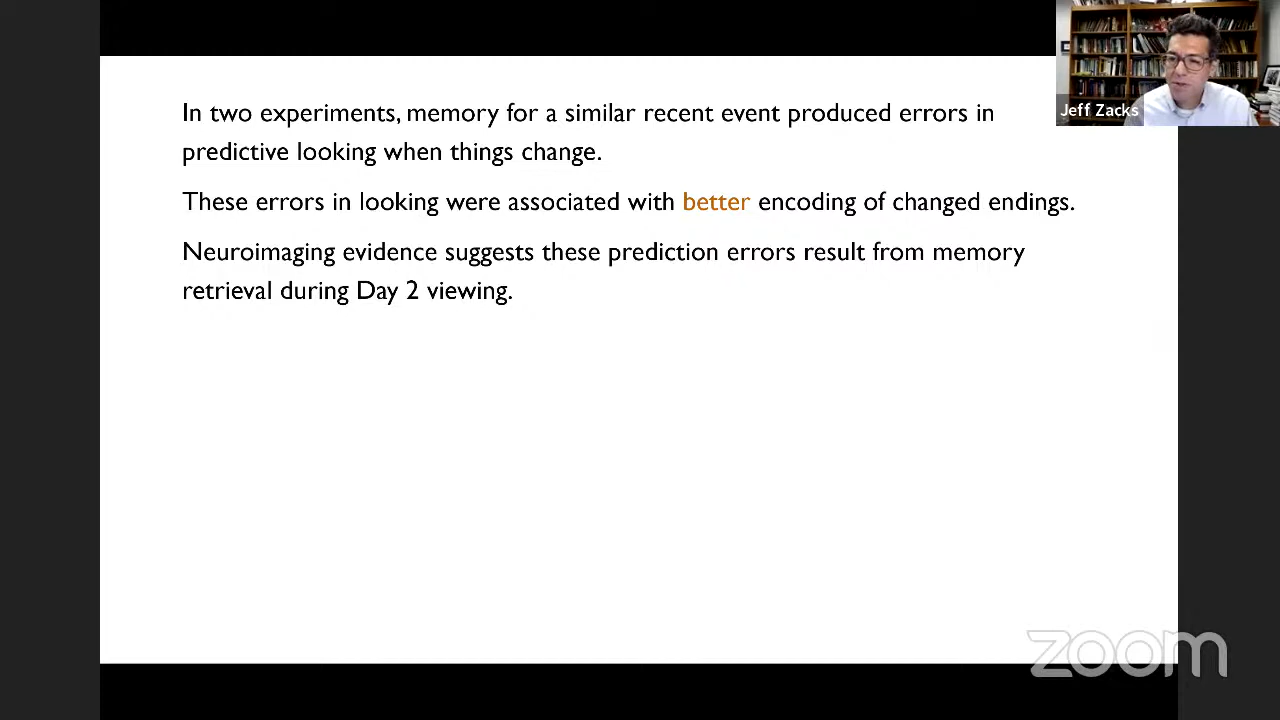 In two experiments, memory for a similar recent event produced errors in
predictive looking when things change.
These errors in looking were associated with better encoding of changed endings.
Neuroimaging evidence suggests these prediction errors result from memory
retrieval during Day 2 viewing.
Jeff Zacks
zoom